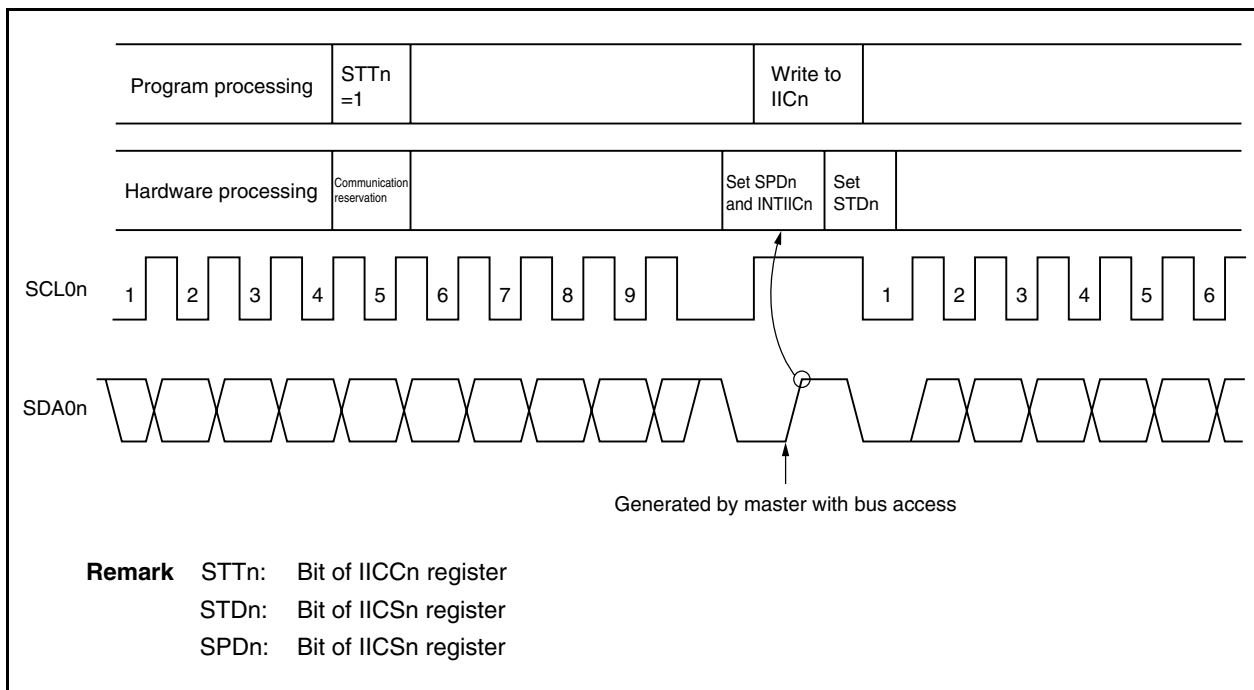 Program processing
STTn
=1
Write to
IICn
Hardware processing
Communication
reservation
Set SPDn
and INTIICn
Set
STDn
SCL0n
1 2 3 4 5 6 7 8 9 1 2 3 4 5 6
SDA0n
Generated by master with bus access
Remark STTn: Bit of IICCn register
STDn: Bit of IICSn register
SPDn: Bit of IICSn register